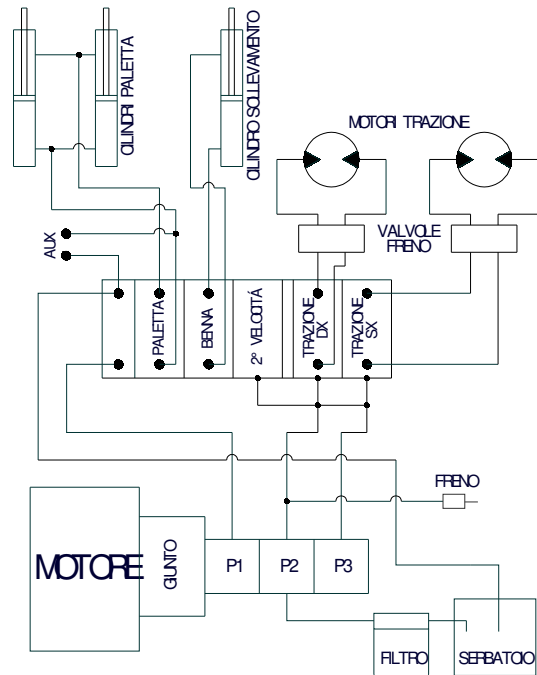 CILINDRI PALETTA
CILINDRO SOLLEVAMENTO
MOTORI TRAZIONE
VALVOLE
FRENO
AUX
PALETTA
BENNA
2° VELOCITÁ
TRAZIONE
DX
TRAZIONE
SX
FRENO
MOTORE
GIUNTO
P1
P2
P3
FILTRO
SERBATOIO